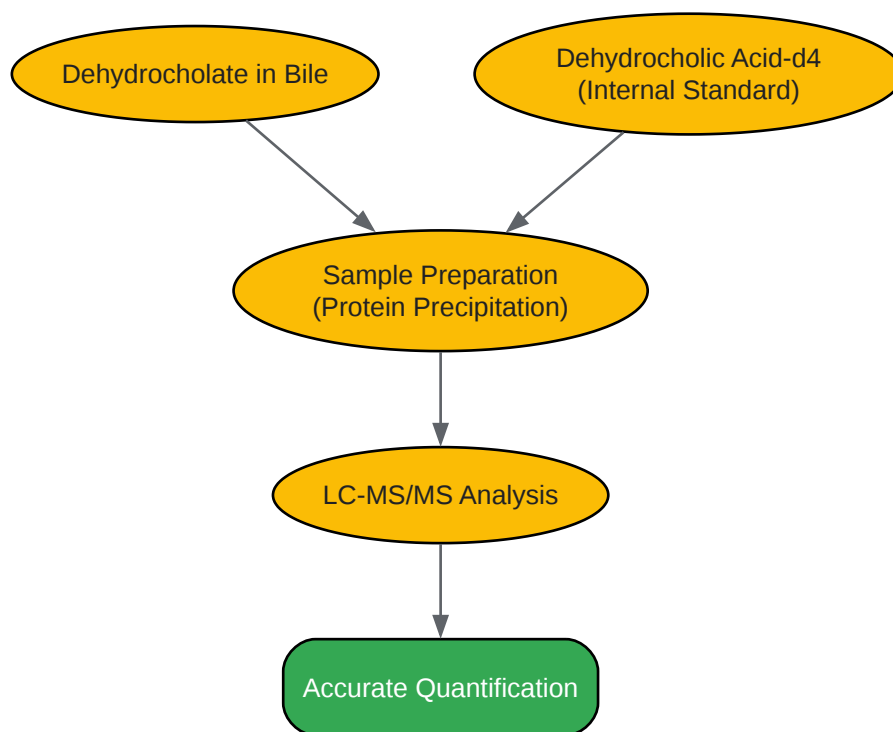 Dehydrocholate in Bile
Dehydrocholic Acid-d4
(Internal Standard)
Sample Preparation
(Protein Precipitation)
LC-MS/MS Analysis
Accurate Quantification